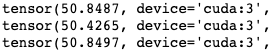 tensor(50.8487, device='cuda:3',
tensor(50.4265, device='cuda:3',
tensor(50.8497, device='cuda:3',